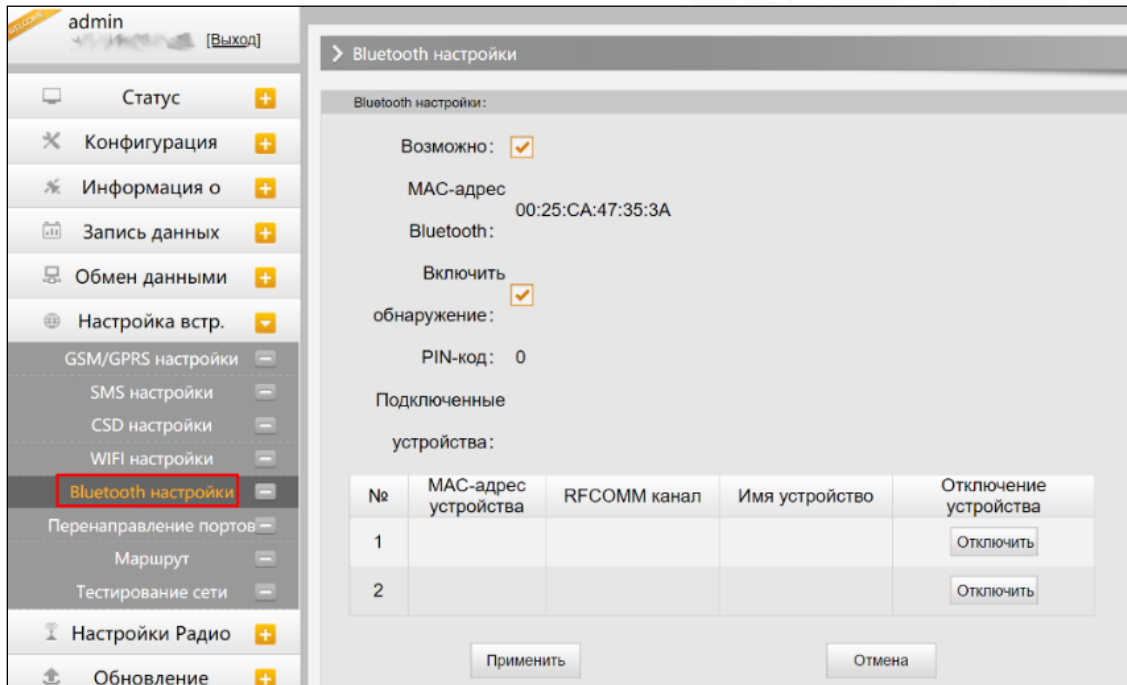 WELCOME
admin
[Выход]
Статус
Конфигурация
Информация о
Запись данных
Обмен данными
Настройка встр.
GSM/GPRS настройки
SMS настройки
CSD настройки
WIFI настройки
Bluetooth настройки
Перенаправление портов
Маршрут
Тестирование сети
Настройки Радио
Обновление
Bluetooth настройки
Bluetooth настройки:
Возможно:
MAC-адрес
00:25:CA:47:35:3A
Bluetooth:
Включить
обнаружение:
PIN-код: 0
Подключенные
устройства:
№ MAC-адрес устройства RFCOMM канал Имя устройство Отключение устройства
1 Отключить
2 Отключить
Применить Отмена